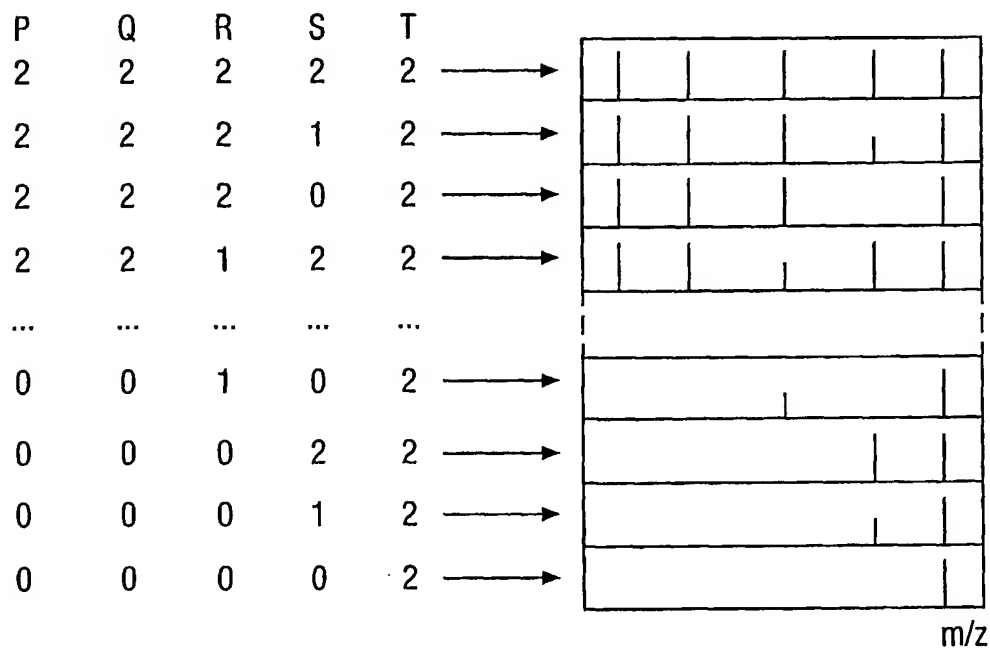 P Q R S T
2 2 2 2 2
2 2 2 1 2
2 2 2 0 2
2 2 1 2 2
... ... ... ... ...
0 0 1 0 2
0 0 0 2 2
0 0 0 1 2
0 0 0 0 2
m/z